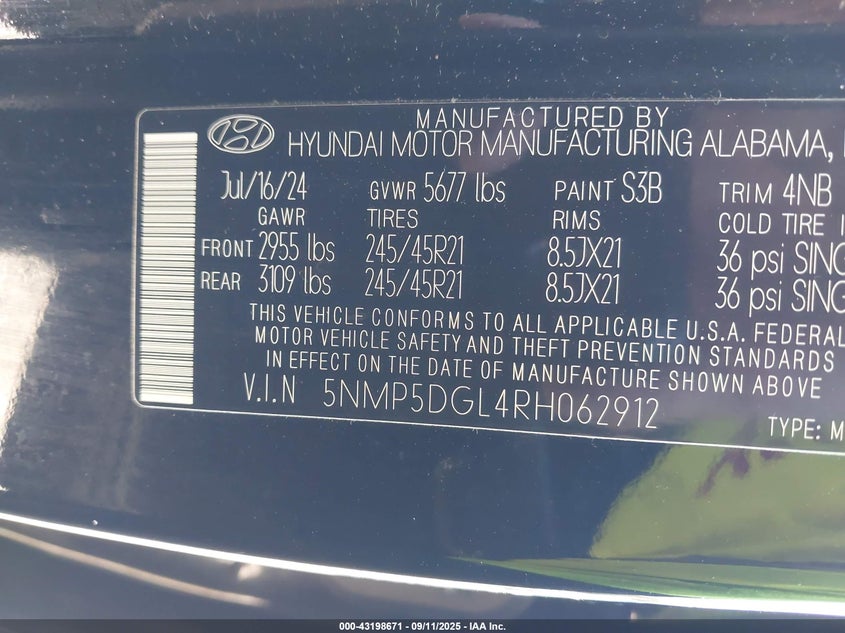 MANUFACTURED BY
HYUNDAI MOTOR MANUFACTURING ALABAMA,
Jul/16/24 GVWR 5677 lbs PAINT S3B TRIM 4NB
GAWR TIRES RIMS COLD TIRE
FRONT 2955 lbs 245/45R21 8.5JX21 36 psi SING
REAR 3109 lbs 245/45R21 8.5JX21 36 psi SING
THIS VEHICLE CONFORMS TO ALL APPLICABLE U.S.A. FEDERAL
MOTOR VEHICLE SAFETY AND THEFT PREVENTION STANDARDS
IN EFFECT ON THE DATE OF MANUFACTURE SHOWN ABOVE
V.I.N 5NMP5DGL4RH062912
TYPE: M
000-43198671 - 09/11/2025 - IAA Inc.